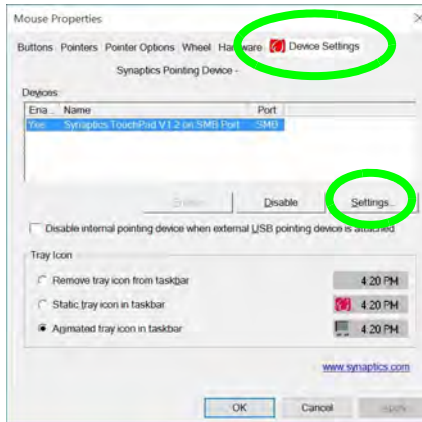 Mouse Properties
Buttons Pointers Pointer Options Wheel Hardware Device Settings
Synaptics Pointing Device -
Devices
Ena... Name Port
Yes Synaptics TouchPad V1.2 on SMB Port SMB
Enable Disable Settings...
Disable internal pointing device when external USB pointing device is attached
Tray Icon
Remove tray icon from taskbar 4:20 PM
Static tray icon in taskbar 4:20 PM
Animated tray icon in taskbar 4:20 PM
www.synaptics.com
OK Cancel Apply